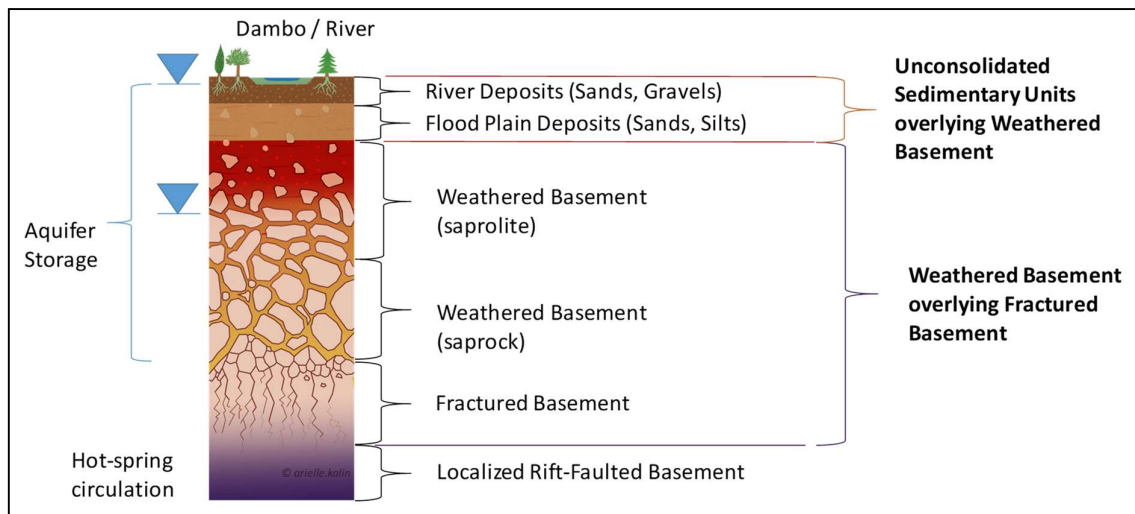 Dambo / River
River Deposits (Sands, Gravels)
Flood Plain Deposits (Sands, Silts)
Unconsolidated
Sedimentary Units
overlying Weathered
Basement
Aquifer
Storage
Weathered Basement
(saprolite)
Weathered Basement
(saprock)
Weathered Basement
overlying Fractured
Basement
Fractured Basement
Hot-spring
circulation
Localized Rift-Faulted Basement
© arielle.kalin